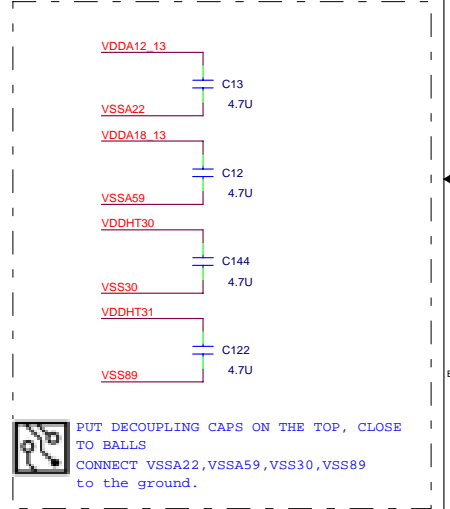 VDDA12_13
C13
4.7U
VSSA22
VDDA18_13
C12
4.7U
VSSA59
VDDHT30
C144
4.7U
VSS30
VDDHT31
C122
4.7U
VSS89
PUT DECOUPLING CAPS ON THE TOP, CLOSE
TO BALLS
CONNECT VSSA22,VSSA59,VSS30,VSS89
to the ground.